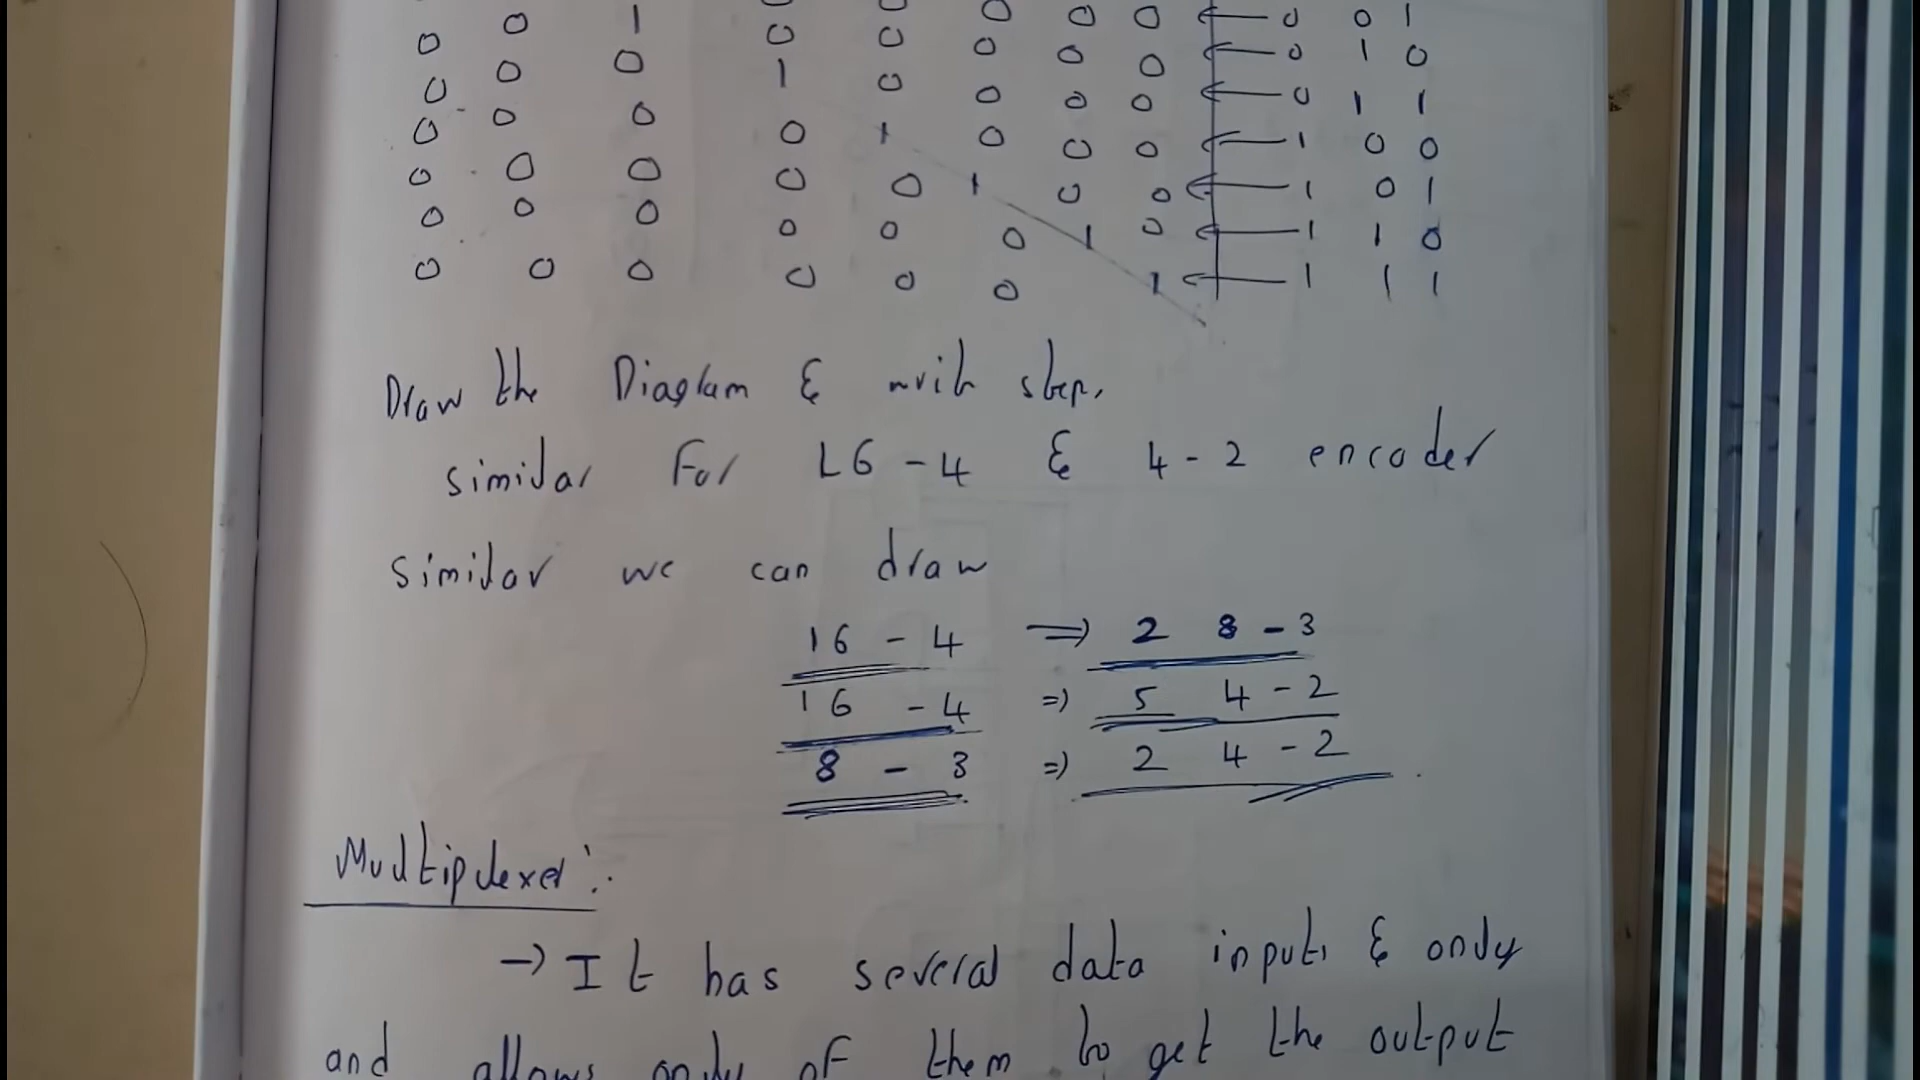 0 0 1 0 0 0 0 0 ← 0 0 1
0 0 0 0 0 0 0 0 ← 0 1 0
0 0 0 1 0 0 0 0 ← 0 1 1
0 0 0 0 1 0 0 0 ← 1 0 0
0 0 0 0 0 1 0 0 ← 1 0 1
0 0 0 0 0 0 1 0 ← 1 1 0
0 0 0 0 0 0 1 ← 1 1 1
Draw the Diagram & step.
similar For 16 - 4 & 4 - 2 encoder
similar we can draw
16 - 4 ⇒ 2 8 - 3
16 - 4 ⇒ 5 4 - 2
8 - 3 ⇒ 2 4 - 2
Multiplexer :
→ It has several data inputs & only
and allows only of them to get the output